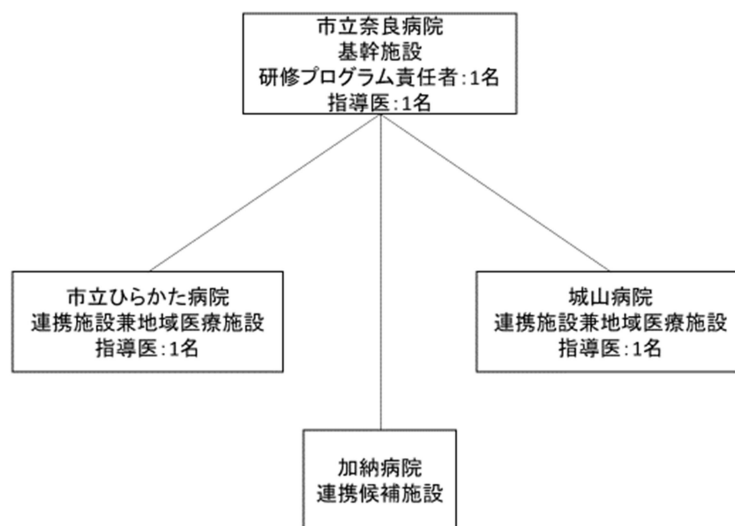 市立奈良病院
基幹施設
研修プログラム責任者：1名
指導医：1名
市立ひらかた病院
連携施設兼地域医療施設
指導医：1名
城山病院
連携施設兼地域医療施設
指導医：1名
加納病院
連携候補施設